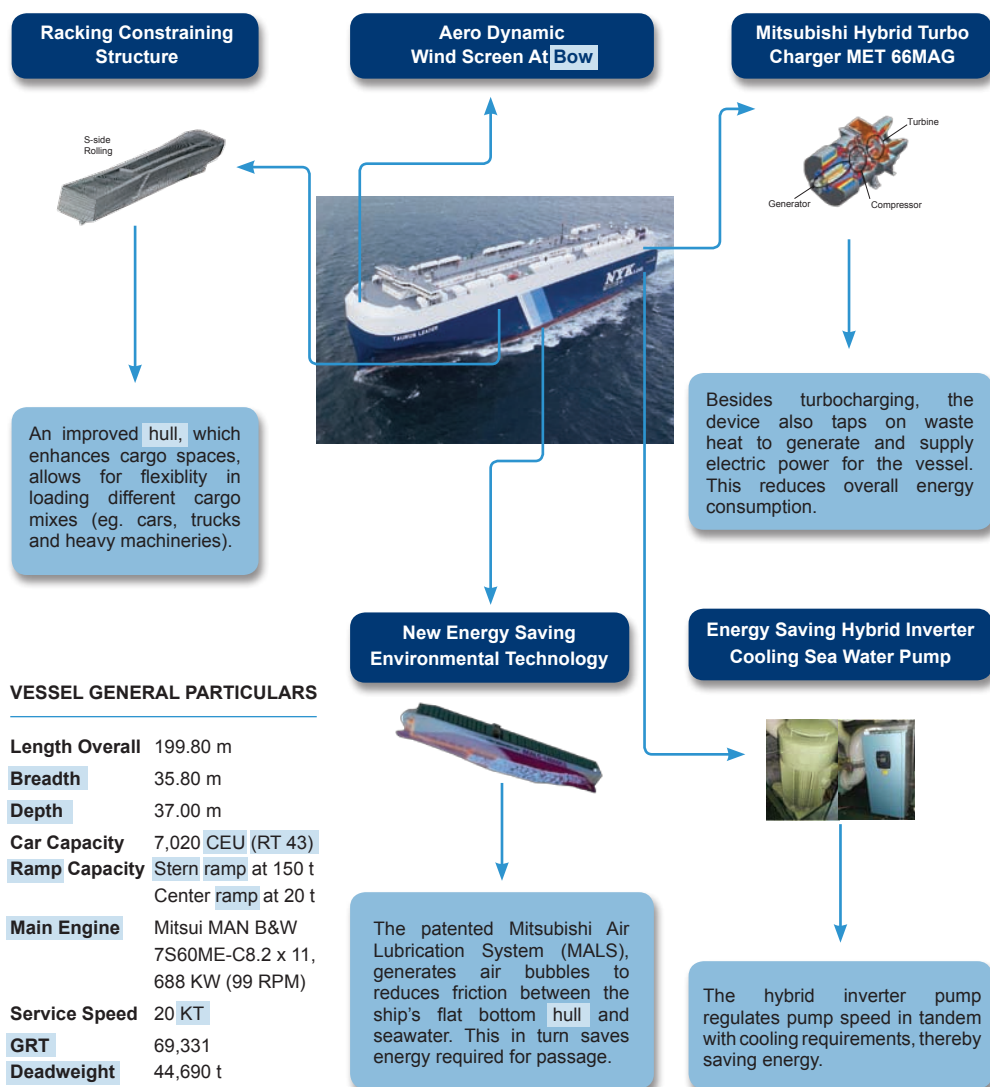 Racking Constraining
Structure
Aero Dynamic
Wind Screen At Bow
Mitsubishi Hybrid Turbo
Charger MET 66MAG
S-side
Rolling
Turbine
Generator
Compressor
NYK LINE
TAURUS LEADER
An improved hull, which
enhances cargo spaces,
allows for flexiblity in
loading different cargo
mixes (eg. cars, trucks
and heavy machineries).
Besides turbocharging, the
device also taps on waste
heat to generate and supply
electric power for the vessel.
This reduces overall energy
consumption.
New Energy Saving
Environmental Technology
Energy Saving Hybrid Inverter
Cooling Sea Water Pump
VESSEL GENERAL PARTICULARS
Length Overall 199.80 m
Breadth 35.80 m
Depth 37.00 m
Car Capacity 7,020 CEU (RT 43)
Ramp Capacity Stern ramp at 150 t
Center ramp at 20 t
Main Engine Mitsui MAN B&W
7S60ME-C8.2 x 11,
688 KW (99 RPM)
Service Speed 20 KT
GRT 69,331
Deadweight 44,690 t
The patented Mitsubishi Air
Lubrication System (MALS),
generates air bubbles to
reduces friction between the
ship's flat bottom hull and
seawater. This in turn saves
energy required for passage.
The hybrid inverter pump
regulates pump speed in tandem
with cooling requirements, thereby
saving energy.